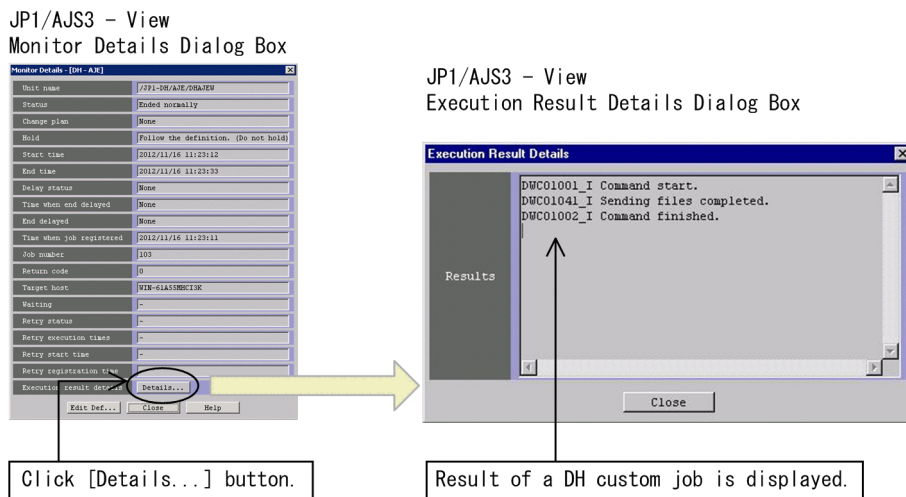 JP1/AJS3 - View
Monitor Details Dialog Box
Monitor Details - [DH - AJE]
Unit name /JP1-DH/AJE/DHAJEW
Status Ended normally
Change plan None
Hold Follow the definition. (Do not hold)
Start time 2012/11/16 11:23:12
End time 2012/11/16 11:23:33
Delay status None
Time when end delayed None
End delayed None
Time when job registered 2012/11/16 11:23:11
Job number 103
Return code 0
Target host WIN-61A55MHCI3K
Waiting -
Retry status -
Retry execution times -
Retry start time -
Retry registration time
Execution result details Details...
Edit Def... Close Help
Click [Details...] button.
JP1/AJS3 - View
Execution Result Details Dialog Box
Execution Result Details
Results
DWC01001_I Command start.
DWC01041_I Sending files completed.
DWC01002_I Command finished.
Close
Result of a DH custom job is displayed.